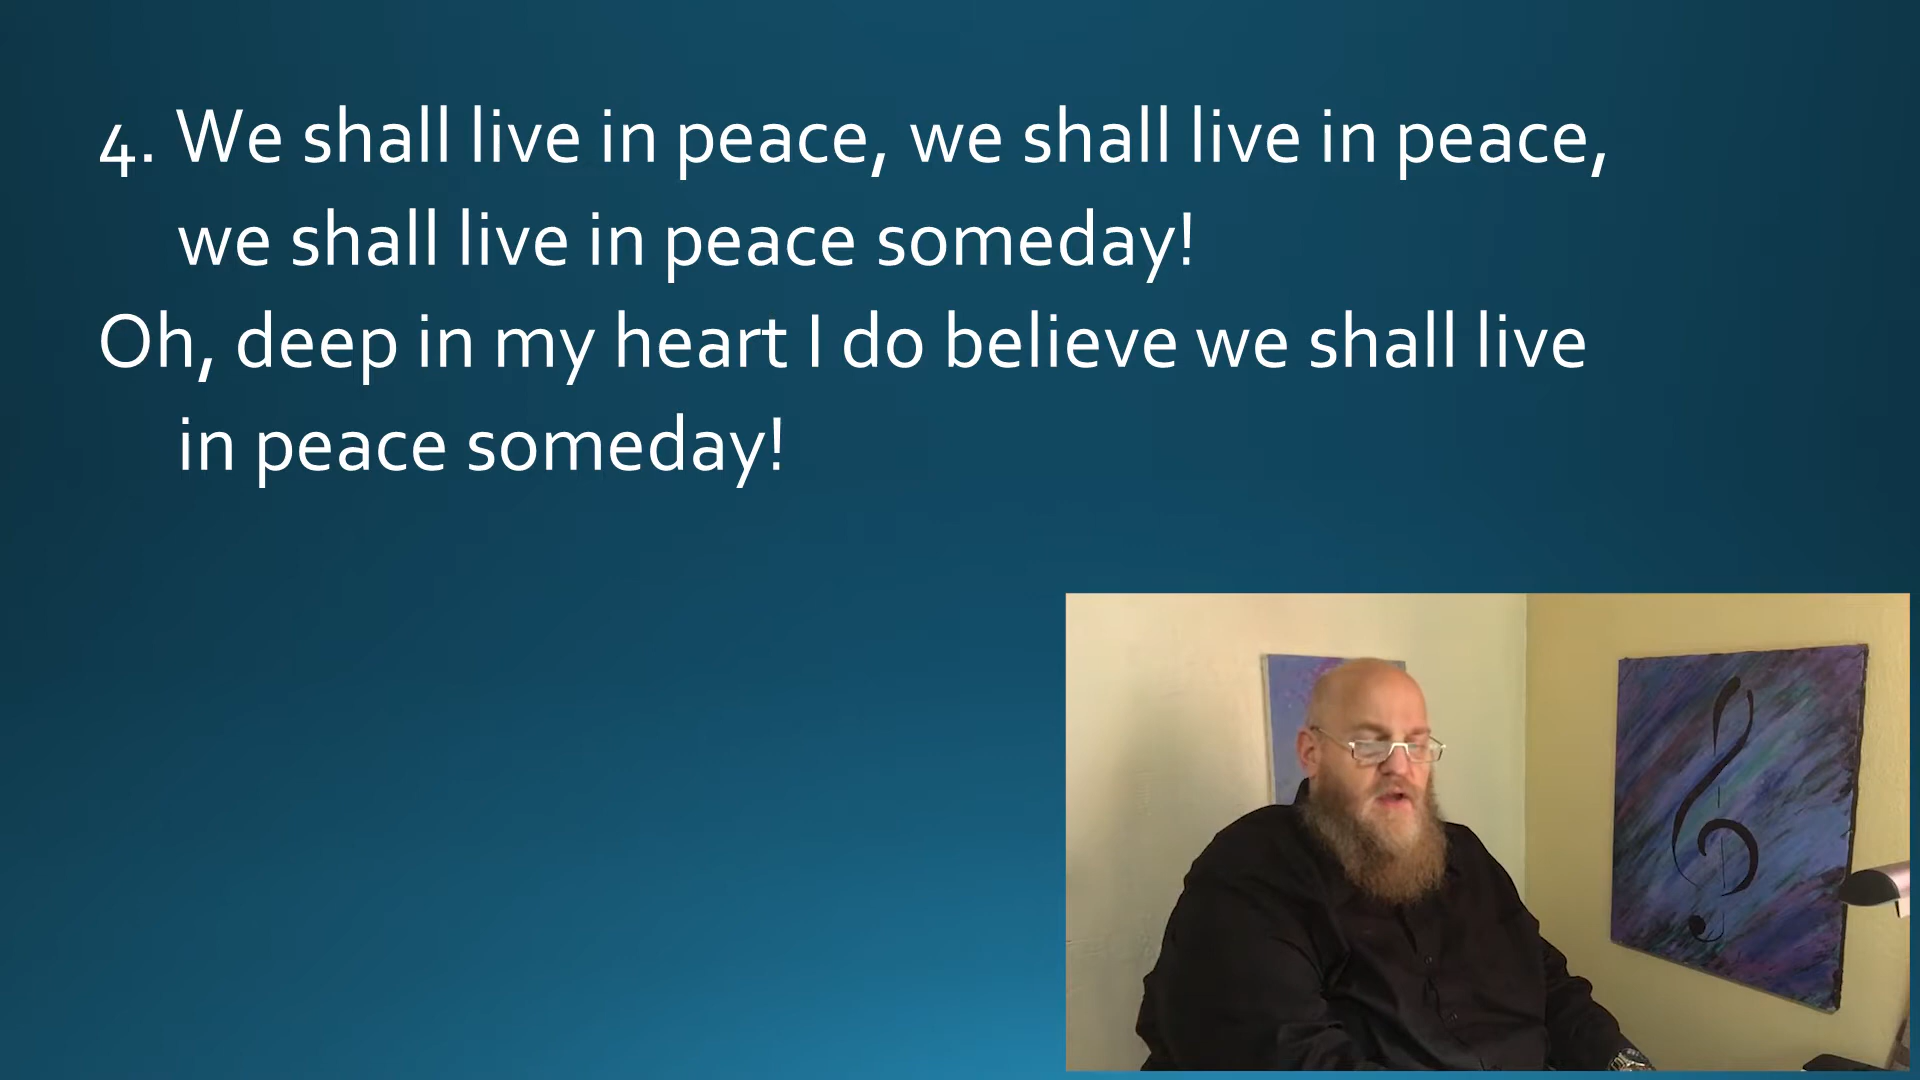 4. We shall live in peace, we shall live in peace,
we shall live in peace someday!
Oh, deep in my heart I do believe we shall live
in peace someday!